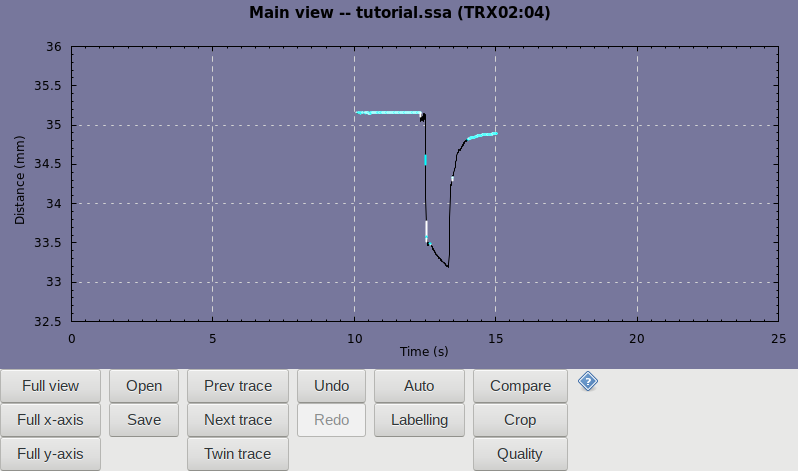 Main view -- tutorial.ssa (TRX02:04)
36
35.5
35
34.5
34
33.5
33
32.5
Distance (mm)
0 5 10 15 20 25
Time (s)
Full view Open Prev trace Undo Auto Compare ?
Full x-axis Save Next trace Redo Labelling Crop
Full y-axis Twin trace Quality